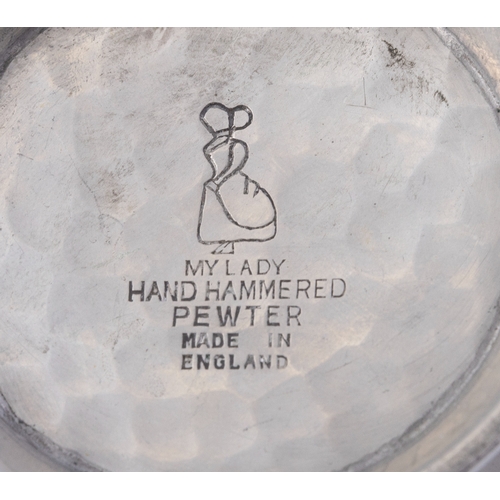 MY LADY
HAND HAMMERED
PEWTER
MADE IN
ENGLAND